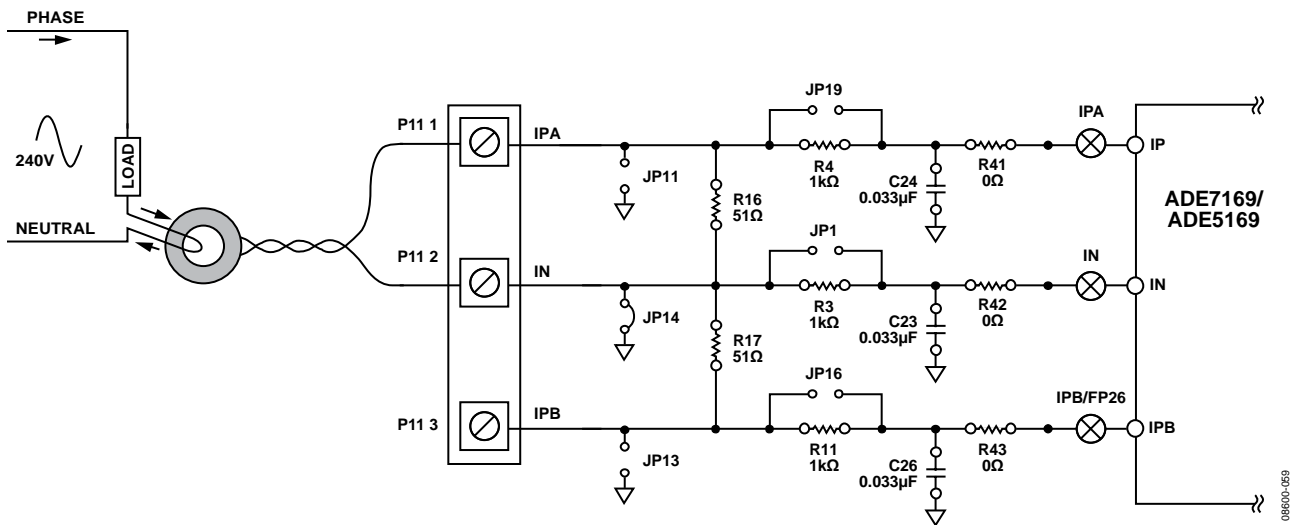 PHASE
240V
LOAD
NEUTRAL
P11 1
P11 2
P11 3
IPA
IN
IPB
JP11
JP14
JP13
R16
51Ω
R17
51Ω
JP19
R4
1kΩ
JP1
R3
1kΩ
JP16
R11
1kΩ
C24
0.033µF
C23
0.033µF
C26
0.033µF
R41
0Ω
R42
0Ω
R43
0Ω
IPA
IN
IPB/FP26
IP
IN
IPB
ADE7169/
ADE5169
08600-059